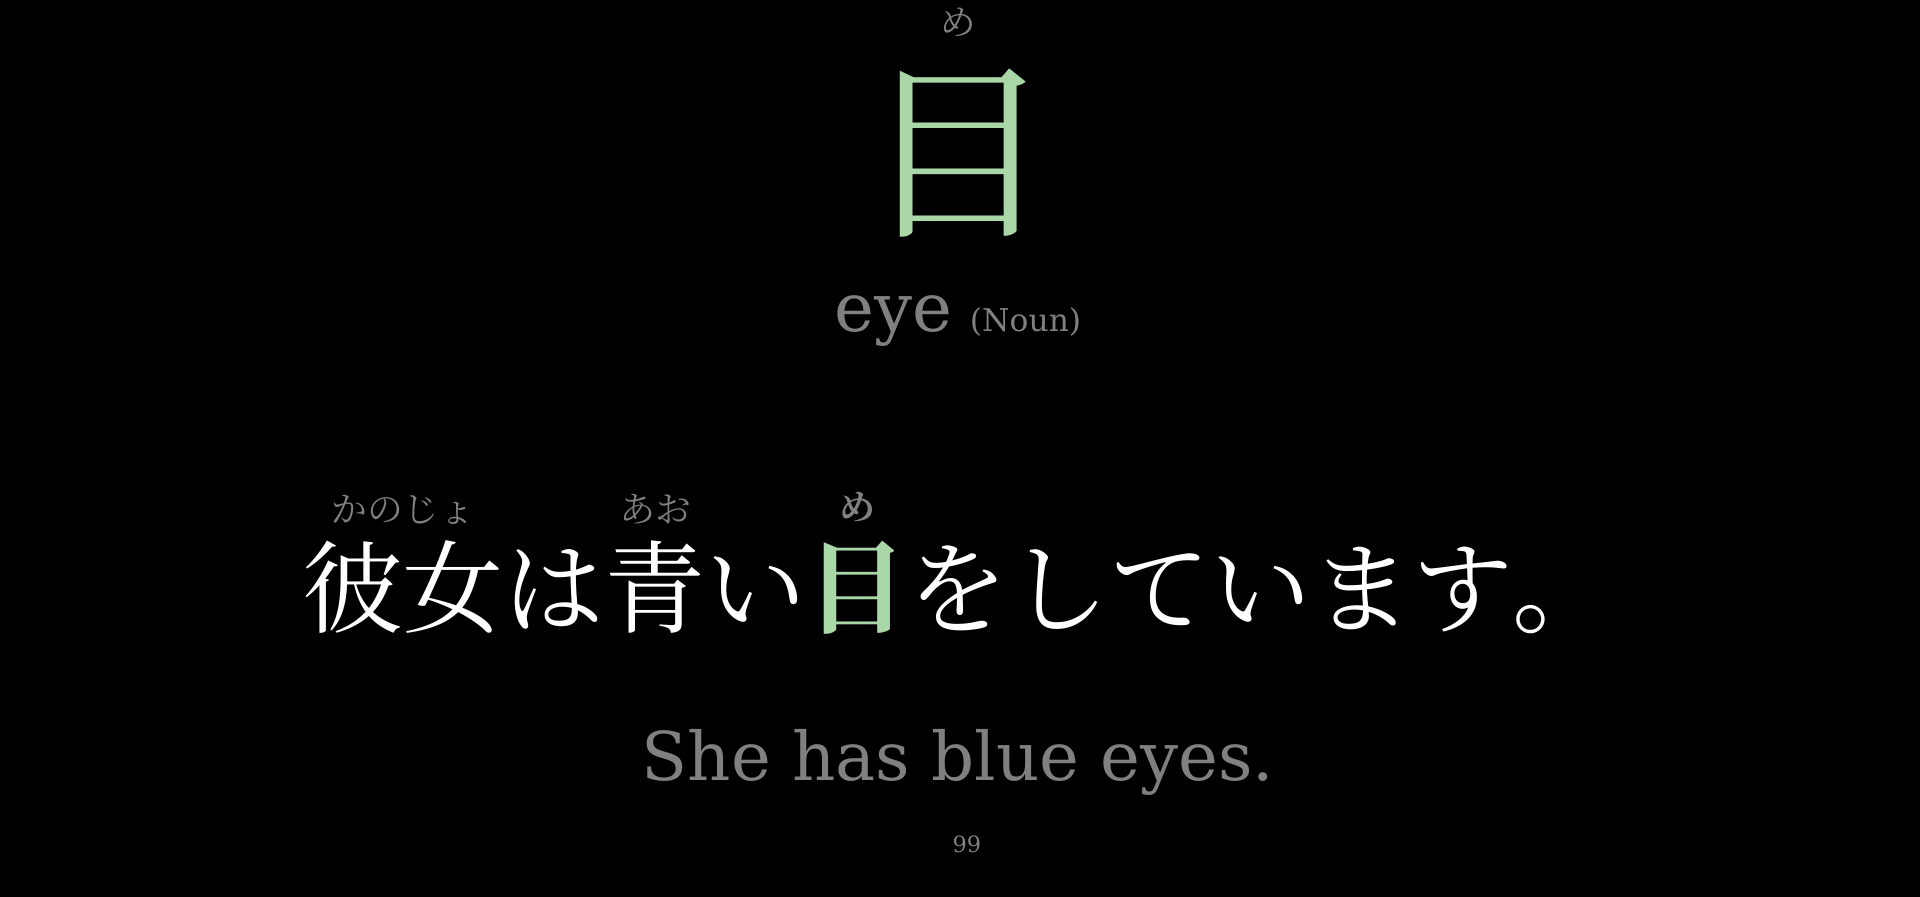 め
目
eye (Noun)
かのじょ あお め
彼女は青い目をしています。
She has blue eyes.
99